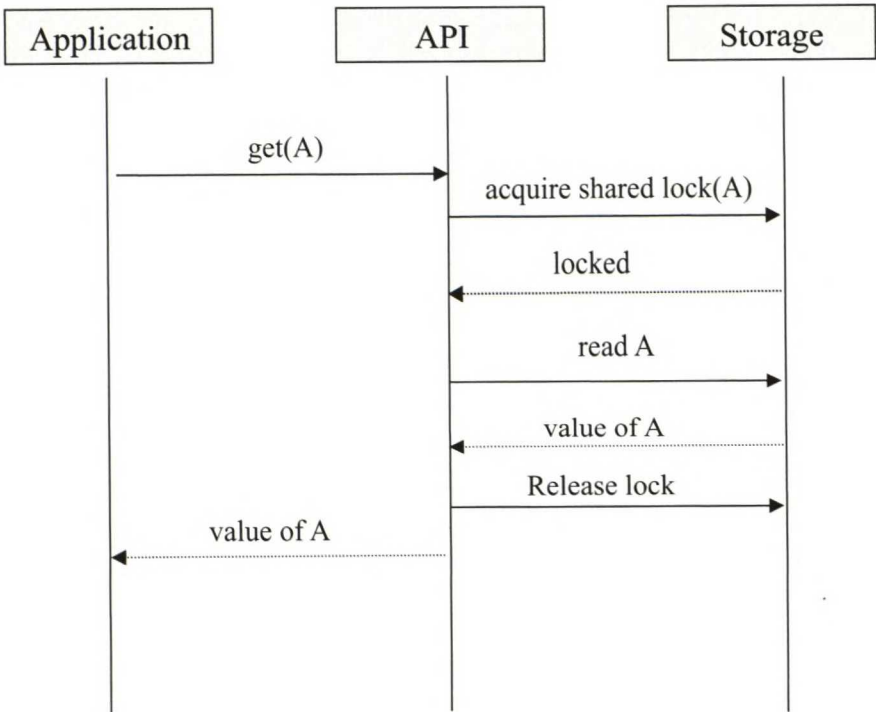 Application
API
Storage
get(A)
acquire shared lock(A)
locked
read A
value of A
Release lock
value of A